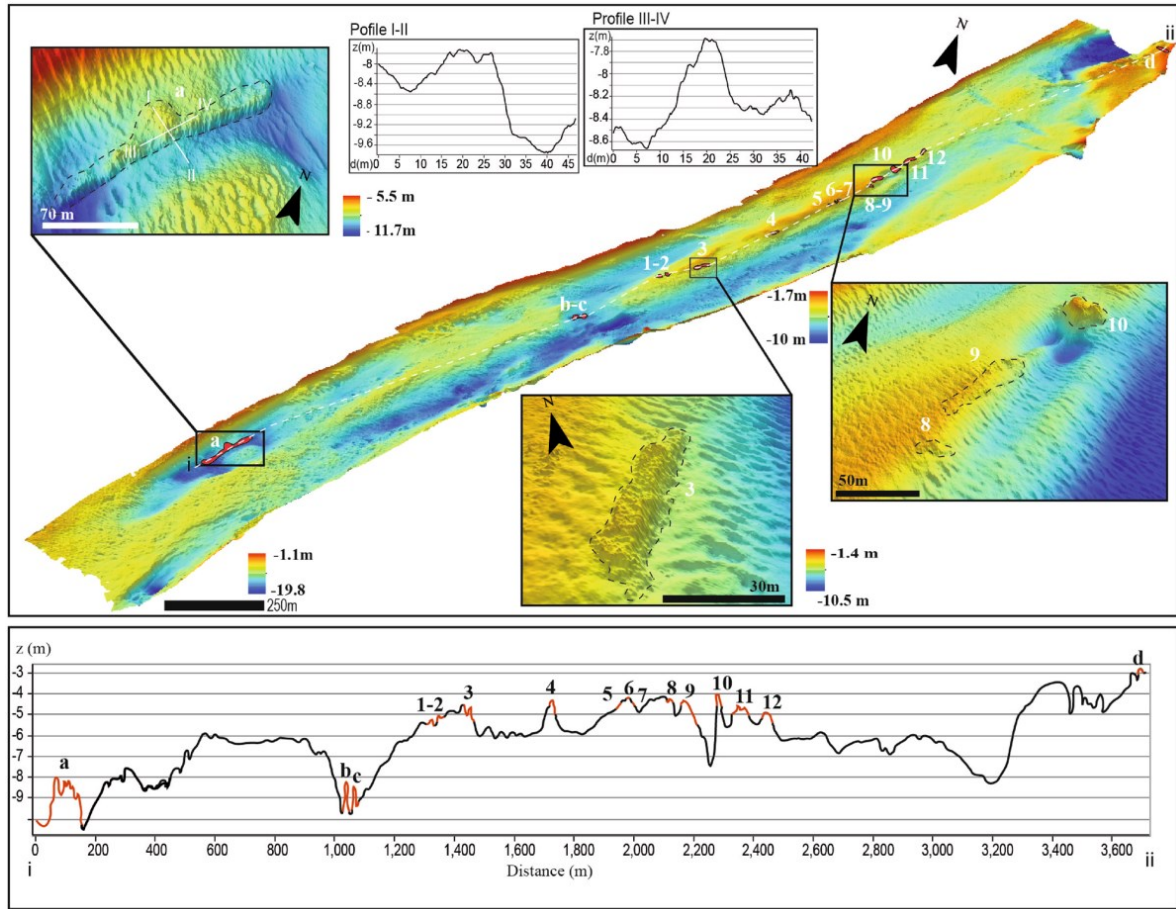 Pofile I-II
z(m)
-8
-8.4
-8.8
-9.2
-9.6
d(m)0 5 10 15 20 25 30 35 40 45
Profile III-IV
z(m)
-7.8
-8
-8.2
-8.4
-8.6
d(m) 0 5 10 15 20 25 30 35 40
N
ii
d
I
a
IV
III
II
N
70 m
- 5.5 m
- 11.7m
10
12
11
6-7
5
8-9
4
3
1-2
b-c
a
i
-1.7m
-10 m
N
10
9
8
50m
N
3
30m
-1.4 m
-10.5 m
-1.1m
-19.8
250m
z (m)
-3
-4
-5
-6
-7
-8
-9
a
b c
1-2
3
4
5 6 7
8 9
10
11
12
d
0 200 400 600 800 1,000 1,200 1,400 1,600 1,800 2,000 2,200 2,400 2,600 2,800 3,000 3,200 3,400 3,600
i
Distance (m)
ii